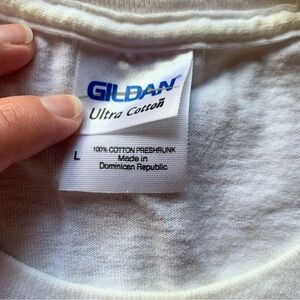 GILDAN
Ultra Cotton
L
100% COTTON PRESHRUNK
Made in
Dominican Republic